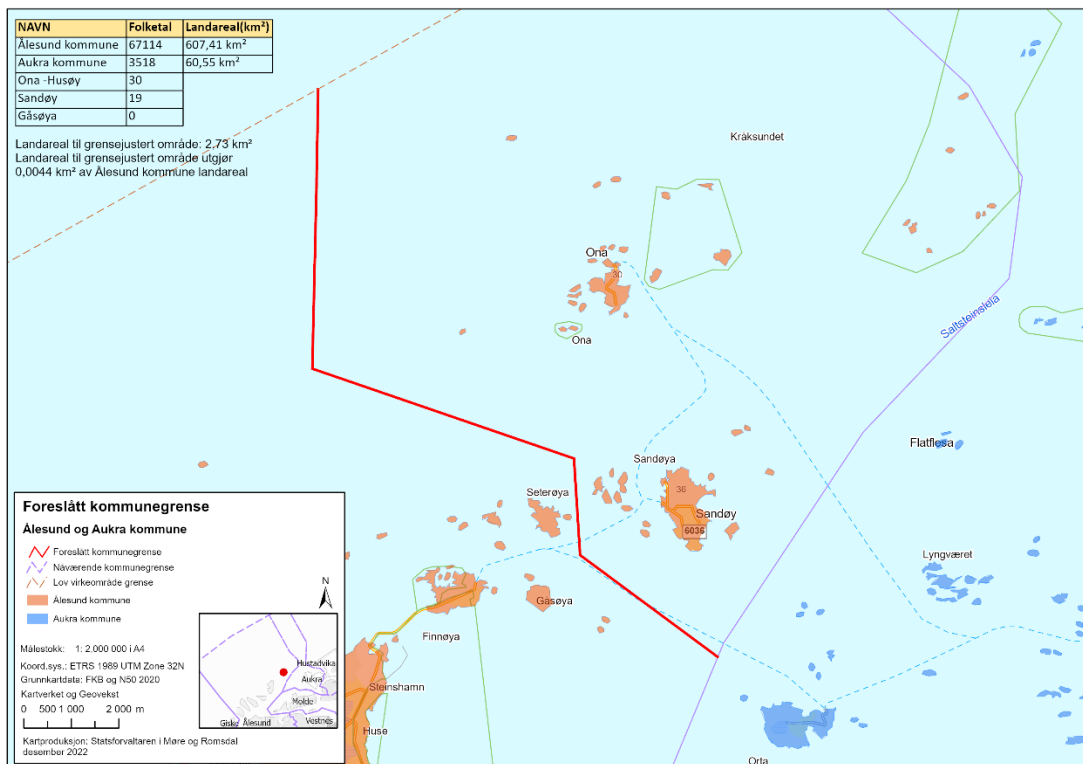 NAVN Folketal Landareal(km²)
Ålesund kommune 67114 607,41 km²
Aukra kommune 3518 60,55 km²
Ona -Husøy 30
Sandøy 19
Gåsøya 0
Landareal til grensejustert område: 2,73 km²
Landareal til grensejustert område utgjør
0,0044 km² av Ålesund kommune landareal
Kråksundet
Ona
30
Ona
Saltsteinsleia
Flatflesa
Sandøya
36
Sandøy
6036
Seterøya
Lyngværet
Gåsøya
Finnøya
Steinshamn
Huse
Orta
Foreslått kommunegrense
Ålesund og Aukra kommune
Foreslått kommunegrense
Nåværende kommunegrense
Lov virkeområde grense
Ålesund kommune
Aukra kommune
N
Målestokk: 1: 2.000 000 i A4
Koord.sys.: ETRS 1989 UTM Zone 32N
Grunnkartdata: FKB og N50 2020
Kartverket og Geovekst
0 500 1 000 2 000 m
Hustadvika
Aukra
Molde
Giske Ålesund Vestnes
Kartproduksjon: Statsforvaltaren i Møre og Romsdal
desember 2022